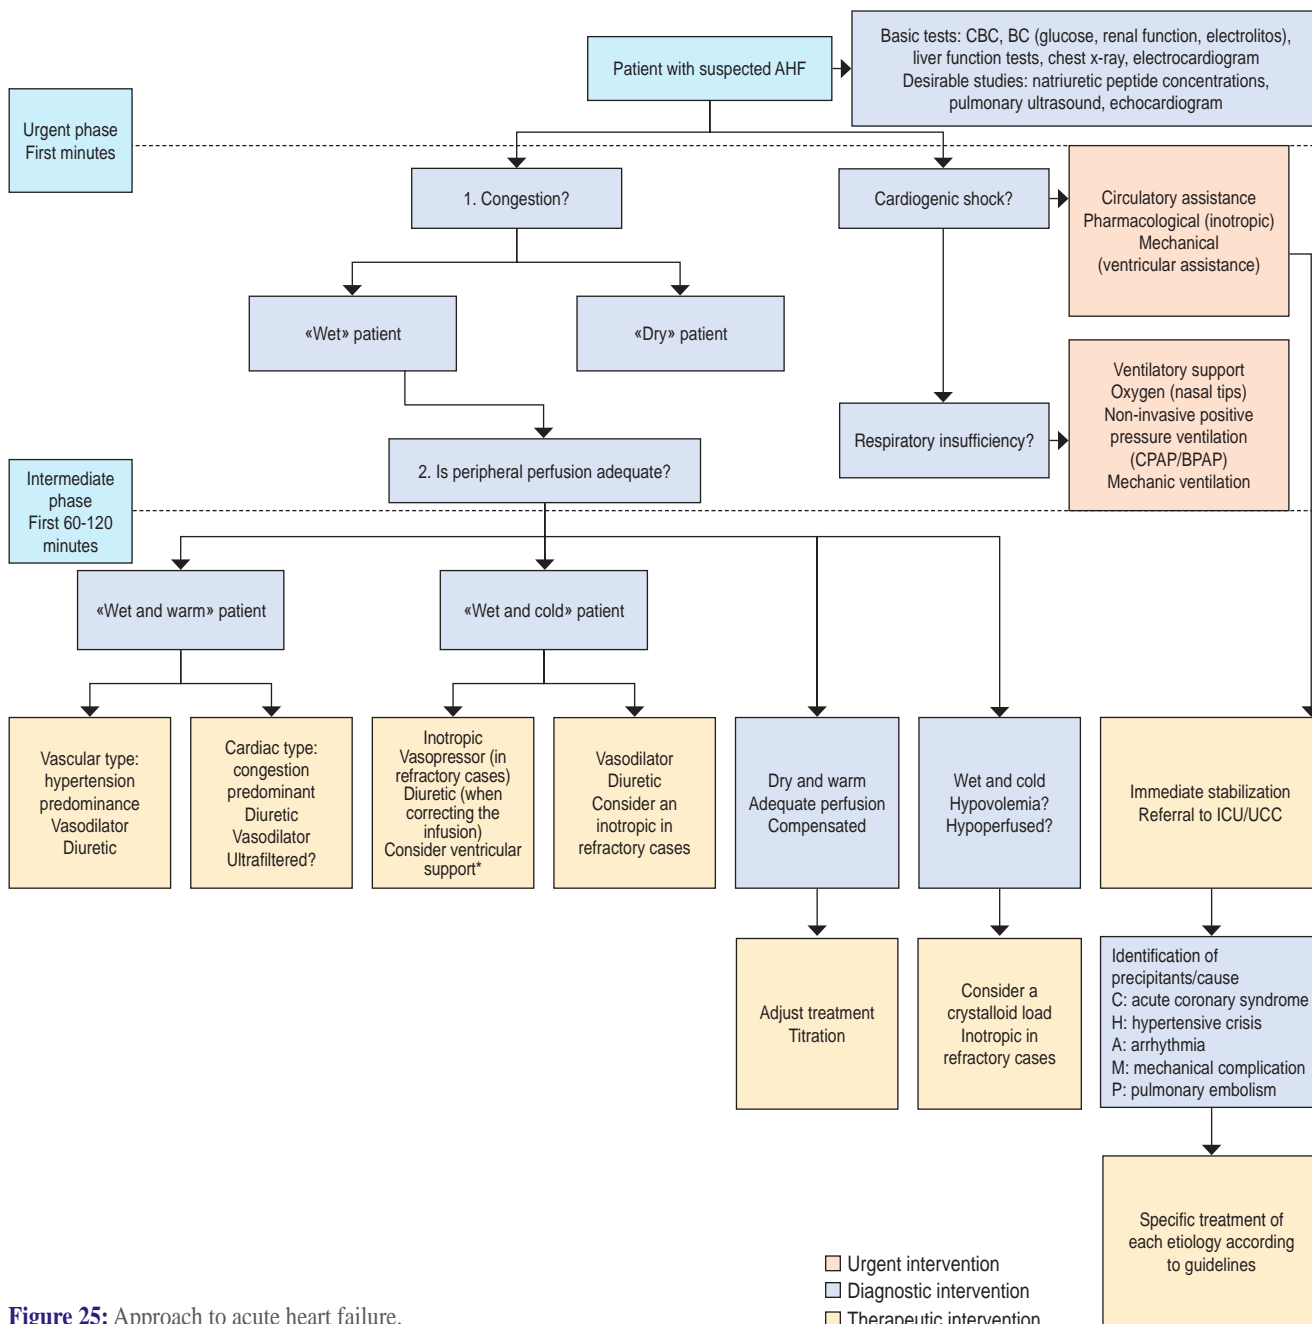 Patient with suspected AHF
Basic tests: CBC, BC (glucose, renal function, electrolitos),
liver function tests, chest x-ray, electrocardiogram
Desirable studies: natriuretic peptide concentrations,
pulmonary ultrasound, echocardiogram
Urgent phase
First minutes
1. Congestion?
Cardiogenic shock?
Circulatory assistance
Pharmacological (inotropic)
Mechanical
(ventricular assistance)
«Wet» patient
«Dry» patient
Respiratory insufficiency?
Ventilatory support
Oxygen (nasal tips)
Non-invasive positive
pressure ventilation
(CPAP/BPAP)
Mechanic ventilation
2. Is peripheral perfusion adequate?
Intermediate
phase
First 60-120
minutes
«Wet and warm» patient
«Wet and cold» patient
Vascular type:
hypertension
predominance
Vasodilator
Diuretic
Cardiac type:
congestion
predominant
Diuretic
Vasodilator
Ultrafiltered?
Inotropic
Vasopressor (in
refractory cases)
Diuretic (when
correcting the
infusion)
Consider ventricular
support*
Vasodilator
Diuretic
Consider an
inotropic in
refractory cases
Dry and warm
Adequate perfusion
Compensated
Wet and cold
Hypovolemia?
Hypoperfused?
Immediate stabilization
Referral to ICU/UCC
Adjust treatment
Titration
Consider a
crystalloid load
Inotropic in
refractory cases
Identification of
precipitants/cause
C: acute coronary syndrome
H: hypertensive crisis
A: arrhythmia
M: mechanical complication
P: pulmonary embolism
Specific treatment of
each etiology according
to guidelines
Urgent intervention
Diagnostic intervention
Therapeutic intervention
Figure 25: Approach to acute heart failure.